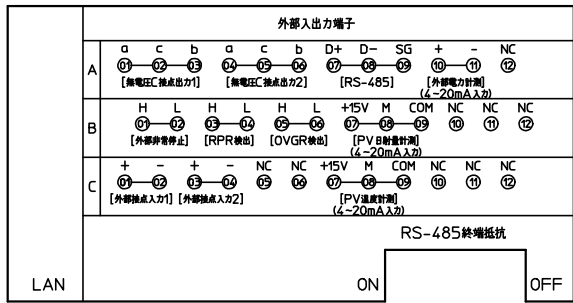 外部入出力端子
A
a c b a c b D+ D- SG + - NC
01 02 03 04 05 06 07 08 09 10 11 12
[無電圧C接点出力1] [無電圧C接点出力2] [RS-485] [外部電力計測]
(4~20mA入力)
B
H L H L H L +15V M COM NC NC NC
01 02 03 04 05 06 07 08 09 10 11 12
[外部非常停止] [RPR検出] [OVGR検出] [PV日射量計測]
(4~20mA入力)
C
+ - + - NC NC +15V M COM NC NC NC
01 02 03 04 05 06 07 08 09 10 11 12
[外部接点入力1] [外部接点入力2] [PV温度計測]
(4~20mA入力)
RS-485終端抵抗
LAN ON OFF